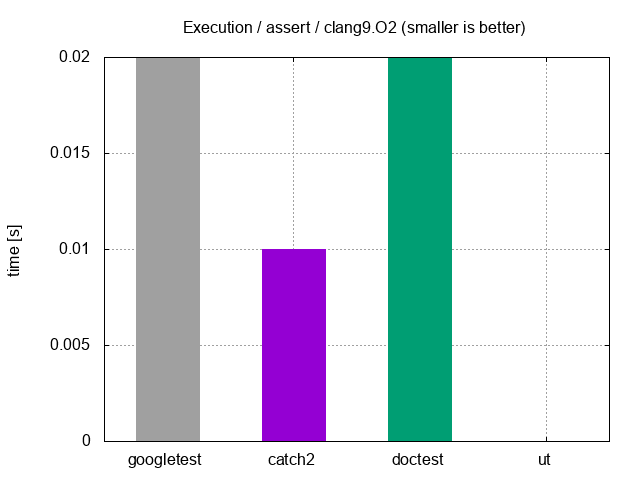 Execution / assert / clang9.O2 (smaller is better)
0.02
0.015
0.01
0.005
0
time [s]
googletest catch2 doctest ut